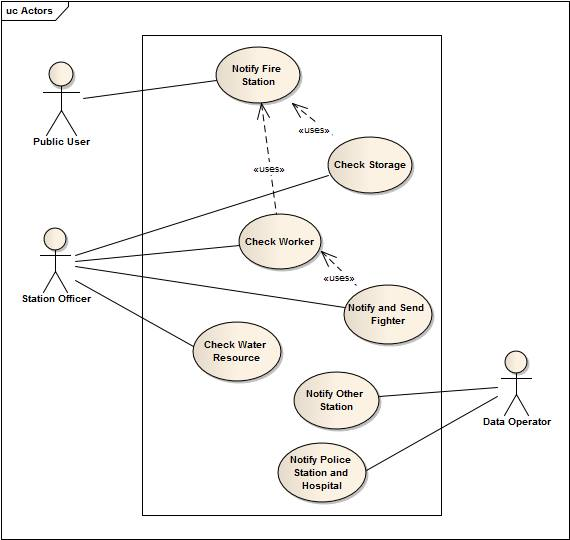 uc Actors
Notify Fire
Station
Public User
«uses»
Check Storage
«uses»
Check Worker
Station Officer
«uses»
Notify and Send
Fighter
Check Water
Resource
Notify Other
Station
Data Operator
Notify Police
Station and
Hospital